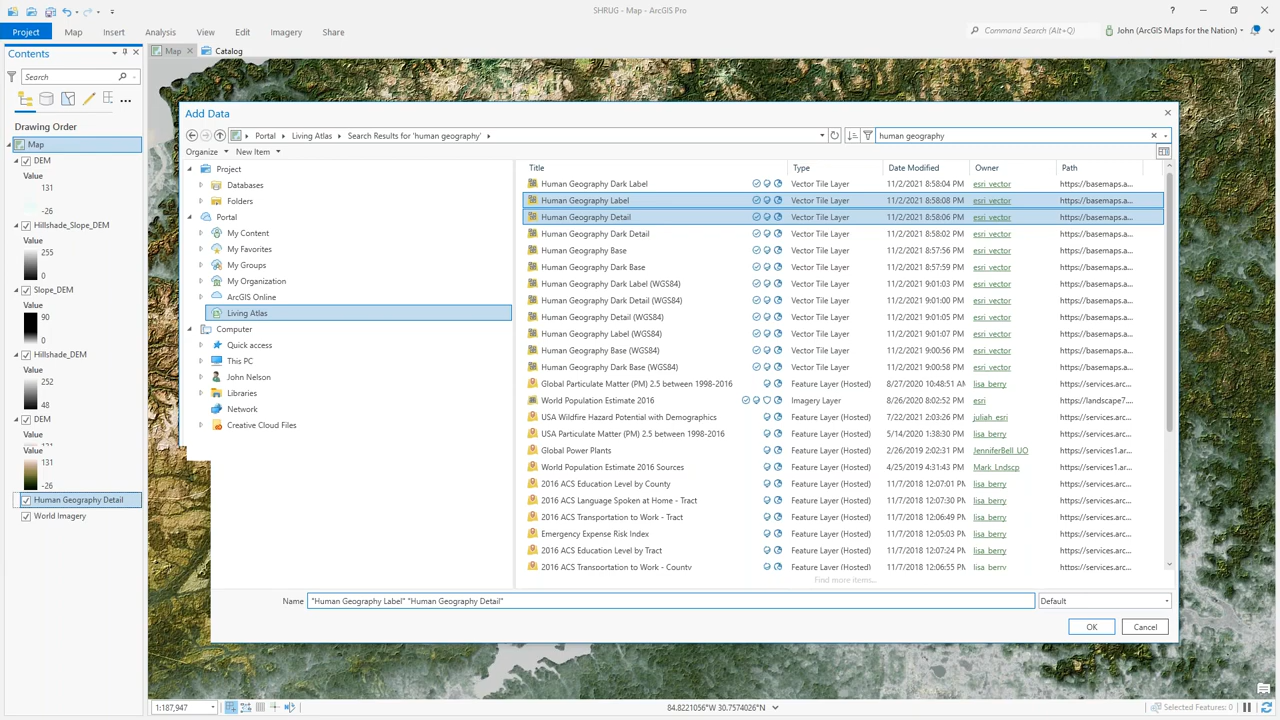 SHRUG - Map - ArcGIS Pro
?
Project
Map
Insert
Analysis
View
Edit
Imagery
Share
Command Search (Alt+Q)
John (ArcGIS Maps for the Nation)
Contents
Map
Catalog
Search
Drawing Order
Map
DEM
Value
131
-26
Hillshade_Slope_DEM
Value
255
0
Slope_DEM
Value
90
0
Hillshade_DEM
Value
252
48
DEM
Value
131
-26
Human Geography Detail
World Imagery
Add Data
Portal
Living Atlas
Search Results for 'human geography'
human geography
Organize
New Item
Project
Databases
Folders
Portal
My Content
My Favorites
My Groups
My Organization
ArcGIS Online
Living Atlas
Computer
Quick access
This PC
John Nelson
Libraries
Network
Creative Cloud Files
Title Type Date Modified Owner Path
Human Geography Dark Label Vector Tile Layer 11/2/2021 8:58:04 PM esri_vector https://basemaps.a...
Human Geography Label Vector Tile Layer 11/2/2021 8:58:08 PM esri_vector https://basemaps.a...
Human Geography Detail Vector Tile Layer 11/2/2021 8:58:06 PM esri_vector https://basemaps.a...
Human Geography Dark Detail Vector Tile Layer 11/2/2021 8:58:01 PM esri_vector https://basemaps.a...
Human Geography Base Vector Tile Layer 11/2/2021 8:57:56 PM esri_vector https://basemaps.a...
Human Geography Dark Base Vector Tile Layer 11/2/2021 8:57:59 PM esri_vector https://basemaps.a...
Human Geography Dark Label (WGS84) Vector Tile Layer 11/2/2021 9:01:03 PM esri_vector https://basemaps.a...
Human Geography Dark Detail (WGS84) Vector Tile Layer 11/2/2021 9:01:00 PM esri_vector https://basemaps.a...
Human Geography Detail (WGS84) Vector Tile Layer 11/2/2021 9:01:05 PM esri_vector https://basemaps.a...
Human Geography Label (WGS84) Vector Tile Layer 11/2/2021 9:01:07 PM esri_vector https://basemaps.a...
Human Geography Base (WGS84) Vector Tile Layer 11/2/2021 9:00:56 PM esri_vector https://basemaps.a...
Human Geography Dark Base (WGS84) Vector Tile Layer 11/2/2021 9:00:58 PM esri_vector https://basemaps.a...
Global Particulate Matter (PM) 2.5 between 1998-2016 Feature Layer (Hosted) 8/27/2020 10:48:51 AM lisa_berry https://services.arc...
World Population Estimate 2016 Imagery Layer 8/26/2020 8:02:52 PM esri https://landscape7...
USA Wildfire Hazard Potential with Demographics Feature Layer (Hosted) 7/22/2021 2:03:26 PM juliah_esri https://services.arc...
USA Particulate Matter (PM) 2.5 between 1998-2016 Feature Layer (Hosted) 5/14/2020 1:38:30 PM lisa_berry https://services.arc...
Global Power Plants Feature Layer (Hosted) 2/26/2019 2:02:31 PM JenniferBell_UO https://services1.ar...
World Population Estimate 2016 Sources Feature Layer (Hosted) 4/25/2019 4:31:43 PM Mark_Lndscp https://services1.ar...
2016 ACS Education Level by County Feature Layer (Hosted) 11/7/2018 12:07:01 PM lisa_berry https://services.arc...
2016 ACS Language Spoken at Home - Tract Feature Layer (Hosted) 11/7/2018 12:07:30 PM lisa_berry https://services.arc...
2016 ACS Transportation to Work - Tract Feature Layer (Hosted) 11/7/2018 12:06:49 PM lisa_berry https://services.arc...
Emergency Expense Risk Index Feature Layer (Hosted) 11/7/2018 12:05:03 PM lisa_berry https://services.arc...
2016 ACS Education Level by Tract Feature Layer (Hosted) 11/7/2018 12:07:24 PM lisa_berry https://services.arc...
2016 ACS Transportation to Work - County Feature Layer (Hosted) 11/7/2018 12:06:55 PM lisa_berry https://services.arc...
Find more items...
Name "Human Geography Label" "Human Geography Detail"
Default
OK
Cancel
1:187,947
84.8221056°W 30.7574026°N
Selected Features: 0